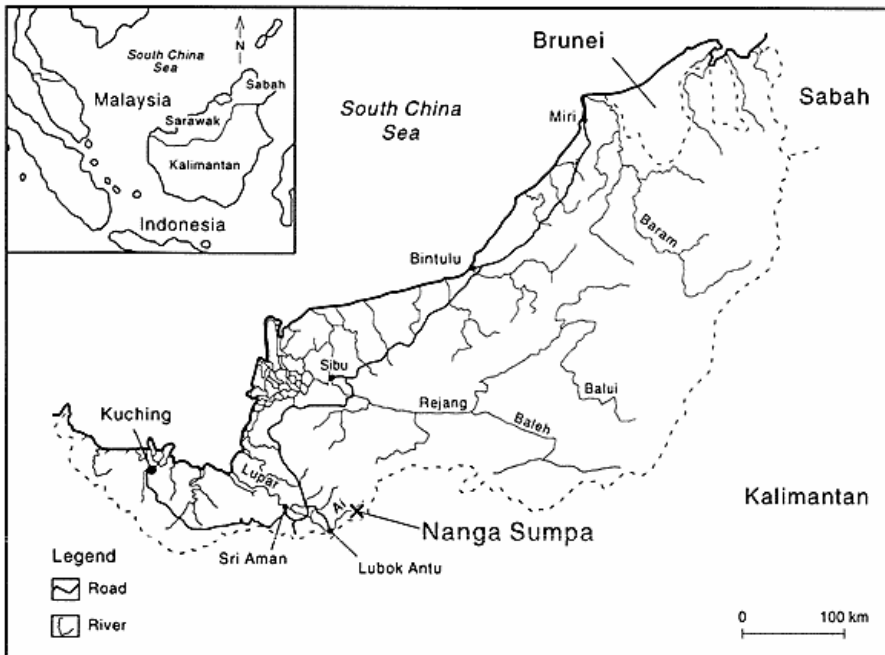 South China
Sea
N
Sabah
Malaysia
Sarawak
Kalimantan
Indonesia
Brunei
Sabah
South China
Sea
Miri
Baram
Bintulu
Sibu
Balui
Rejang
Baleh
Kuching
Lupar
Ai
Kalimantan
Nanga Sumpa
Sri Aman
Lubok Antu
Legend
Road
River
0 100 km